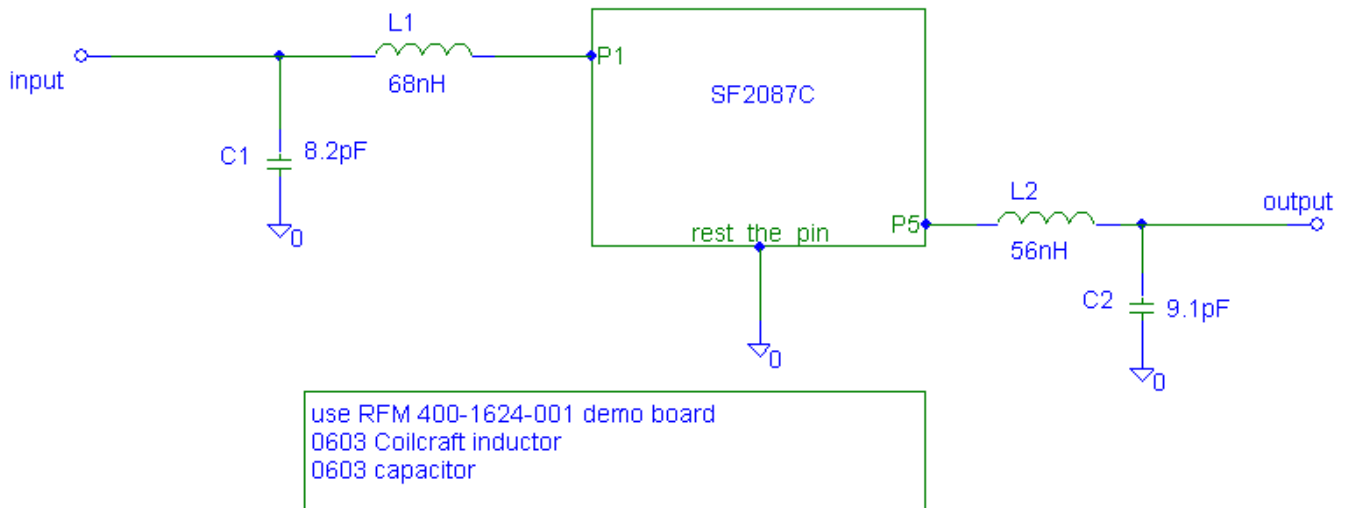 L1
input
68nH
P1
SF2087C
C1
8.2pF
0
rest the pin
P5
L2
56nH
output
C2
9.1pF
0
0
use RFM 400-1624-001 demo board
0603 Coilcraft inductor
0603 capacitor